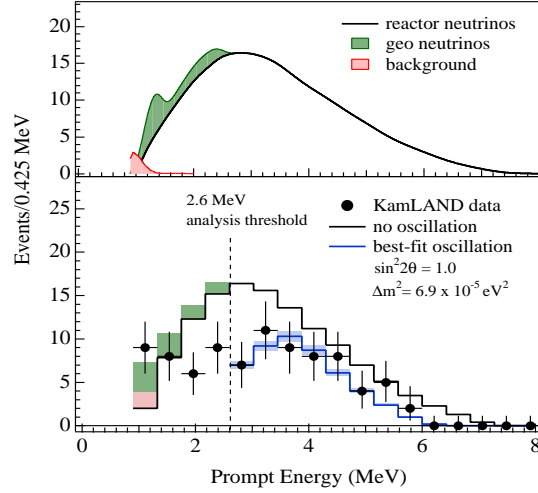 reactor neutrinos
geo neutrinos
background
20
15
10
5
0
Events/0.425 MeV
2.6 MeV
analysis threshold
KamLAND data
no oscillation
best-fit oscillation
sin²2θ = 1.0
Δm² = 6.9 x 10⁻⁵ eV²
25
20
15
10
5
0
0 2 4 6 8
Prompt Energy (MeV)